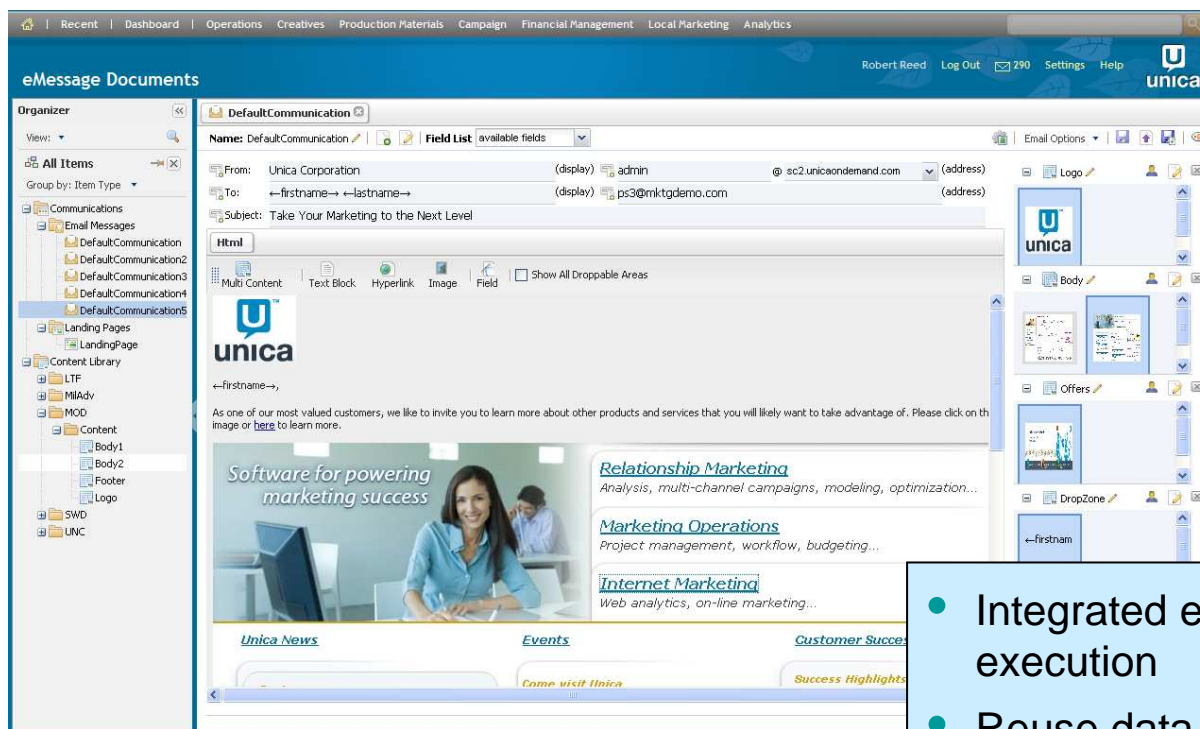 | Recent | Dashboard | Operations Creatives Production Materials Campaign Financial Management Local Marketing Analytics
Robert Reed Log Out 290 Settings Help
unica
eMessage Documents
Organizer
View:
All Items
Group by: Item Type
Communications
Email Messages
DefaultCommunication
DefaultCommunication2
DefaultCommunication3
DefaultCommunication4
DefaultCommunication5
Landing Pages
LandingPage
Content Library
LTF
MilAdv
MOD
Content
Body1
Body2
Footer
Logo
SWD
UNC
DefaultCommunication
Name: DefaultCommunication | Field List available fields
Email Options
From: Unica Corporation (display) admin @ sc2.unicaondemand.com (address)
To: ←firstname→ ←lastname→ (display) ps3@mktgdemo.com (address)
Subject: Take Your Marketing to the Next Level
Html
Multi Content Text Block Hyperlink Image Field Show All Droppable Areas
unica
←firstname→,
As one of our most valued customers, we like to invite you to learn more about other products and services that you will likely want to take advantage of. Please click on th
image or here to learn more.
Software for powering
marketing success
Relationship Marketing
Analysis, multi-channel campaigns, modeling, optimization...
Marketing Operations
Project management, workflow, budgeting...
Internet Marketing
Web analytics, on-line marketing...
Unica News Events Customer Succes
Come visit Unica Success Highlights
Logo
unica
Body
Offers
DropZone
←firstnam
• Integrated e
execution
• Reuse data